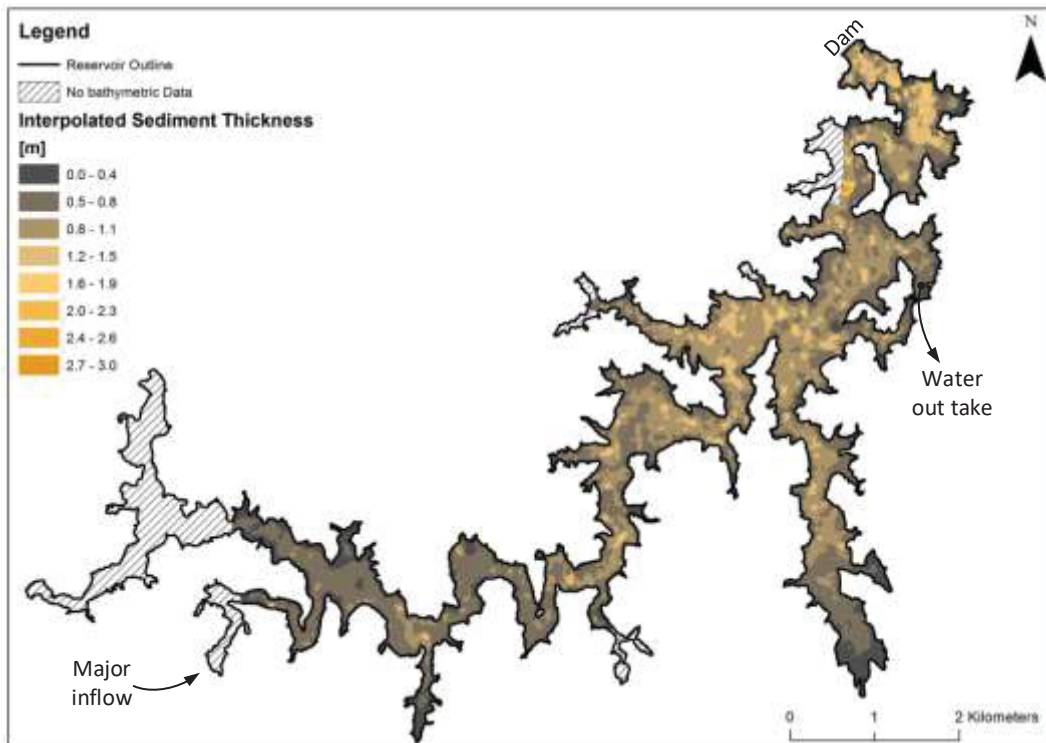 Legend
Reservoir Outline
No bathymetric Data
Interpolated Sediment Thickness
[m]
0.0 - 0.4
0.5 - 0.8
0.8 - 1.1
1.2 - 1.5
1.6 - 1.9
2.0 - 2.3
2.4 - 2.6
2.7 - 3.0
Dam
N
Water
out take
Major
inflow
0 1 2 Kilometers